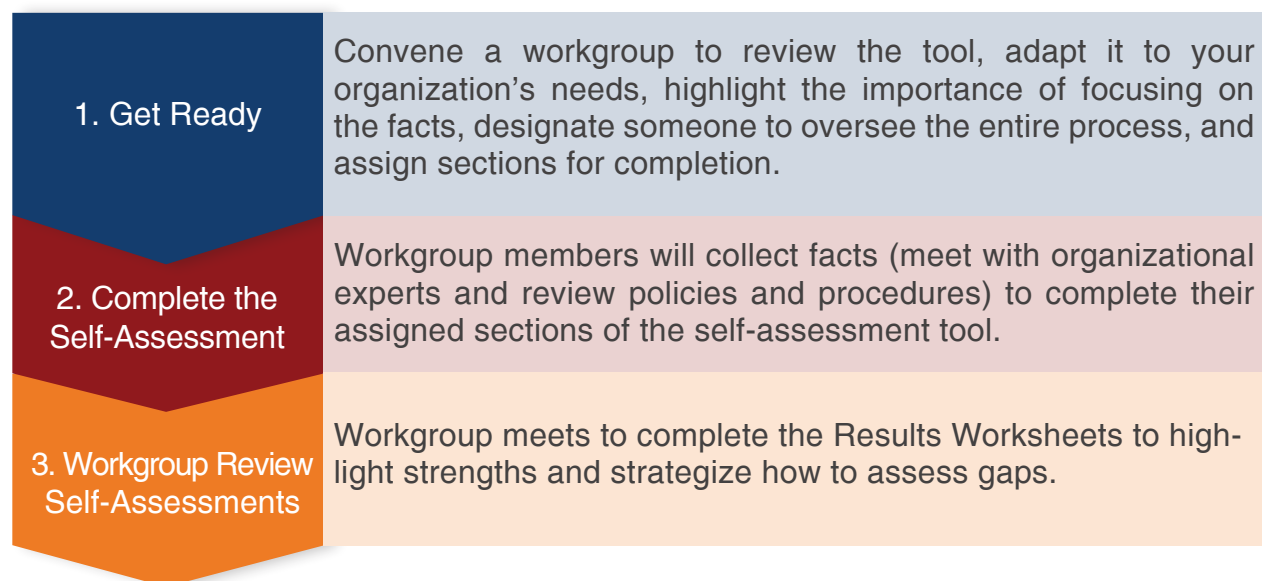 1. Get Ready
Convene a workgroup to review the tool, adapt it to your
organization's needs, highlight the importance of focusing on
the facts, designate someone to oversee the entire process, and
assign sections for completion.
2. Complete the
Self-Assessment
Workgroup members will collect facts (meet with organizational
experts and review policies and procedures) to complete their
assigned sections of the self-assessment tool.
3. Workgroup Review
Self-Assessments
Workgroup meets to complete the Results Worksheets to high-
light strengths and strategize how to assess gaps.